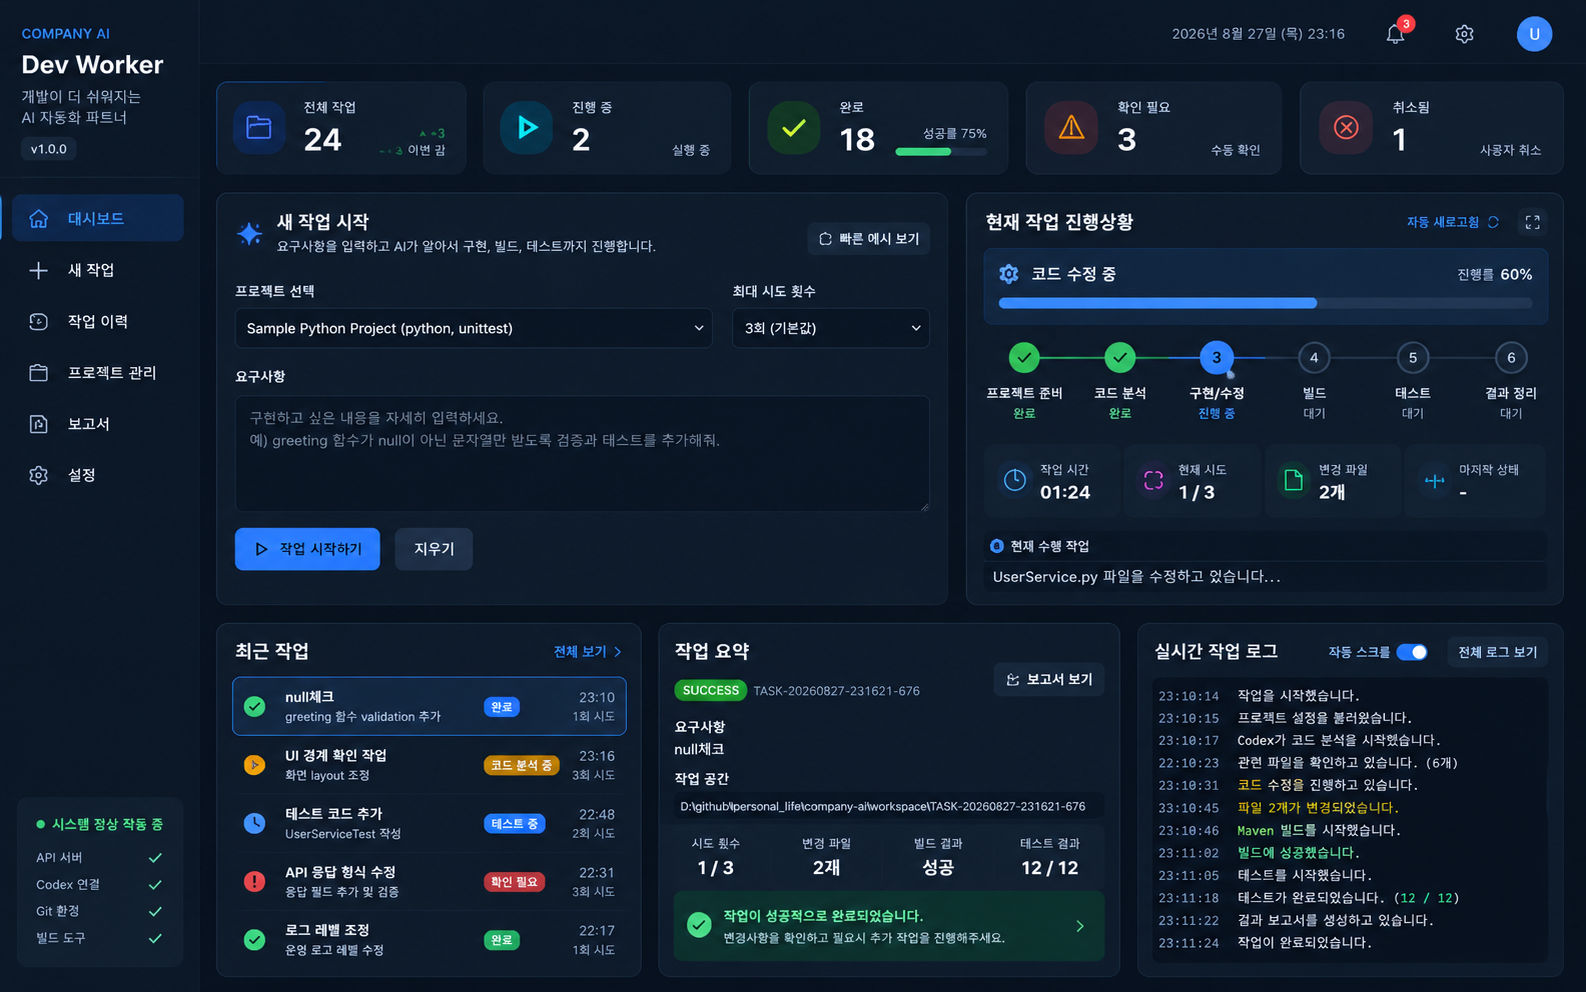 COMPANY AI
Dev Worker
개발이 더 쉬워지는
AI 자동화 파트너
v1.0.0
대시보드
새 작업
작업 이력
프로젝트 관리
보고서
설정
시스템 정상 작동 중
API 서버
Codex 연결
Git 환정
빌드 도구
2026년 8월 27일 (목) 23:16
3
U
전체 작업
24
이번 감
진행 중
2
실행 중
완료
18
성공률 75%
확인 필요
3
수동 확인
취소됨
1
사콩자 취소
새 작업 시작
요구사항을 입력하고 AI가 알아서 구현, 빌드, 테스트까지 진행합니다.
빠른 예시 보기
프로젝트 선택
Sample Python Project (python, unittest)
최대 시도 횟수
3회 (기본값)
요구사항
구현하고 싶은 내용을 자세히 입력하세요.
예) greeting 함수가 null이 아닌 문자열만 받도록 검증과 테스트를 추가해줘.
작업 시작하기
지우기
현재 작업 진행상황
자동 새로고침
코드 수정 중
진행률 60%
3
4
5
6
프로젝트 준비
코드 분석
구현/수정
빌드
테스트
결과 정리
완료
완료
진행 중
대기
대기
대기
작업 시간
01:24
현제 시도
1 / 3
변경 파일
2개
마저작 상태
-
현재 수행 작업
UserService.py 파일을 수정하고 있습니다...
최근 작업
전체 보기
null체크
greeting 함수 validation 추가
완료
23:10
1회 시도
UI 경계 확인 작업
화면 layout 조정
코드 분석 중
23:16
3회 시도
테스트 코드 추가
UserServiceTest 작성
테스트 중
22:48
2회 시도
API 응답 형식 수정
응답 필드 추가 및 검증
확인 필요
22:31
3회 시도
로그 레벨 조정
운영 로그 레벨 수정
완료
22:17
1회 시도
작업 요약
보고서 보기
SUCCESS
TASK-20260827-231621-676
요구사항
null체크
작업 공간
시도 횟수
1 / 3
변경 파일
2개
빌드 결과
성공
테스트 결과
12 / 12
작업이 성공적으로 완료되었습니다.
변경사항을 확인하고 필요시 추가 작업을 진행해주세요.
실시간 작업 로그
자동 스크를
전체 로그 보기
23:10:14 작업을 시작했습니다.
23:10:15 프로젝트 설정을 불러왔습니다.
23:10:17 Codex가 코드 분석을 시작했습니다.
22:10:23 관련 파일을 확인하고 있습니다. (6개)
23:10:31 코드 수정을 진행하고 있습니다.
23:10:45 파일 2개가 변경되었습니다.
23:10:46 Maven 빌드를 시작했습니다.
23:11:02 빌드에 성공했습니다.
23:11:05 테스트를 시작했습니다.
23:11:18 테스트가 완료되었습니다. (12 / 12)
23:11:22 결과 보고서를 생성하고 있습니다.
23:11:24 작업이 완료되었습니다.